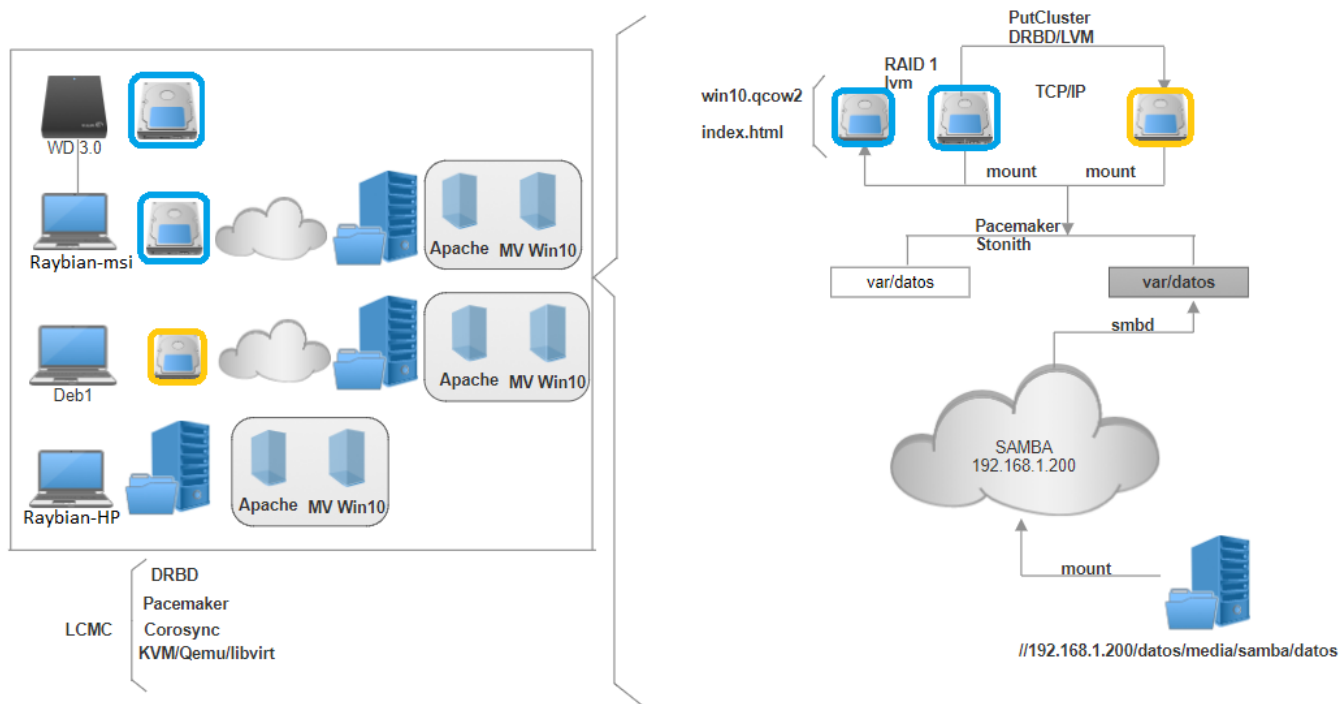 WD 3.0
Raybian-msi
Apache MV Win10
Deb1
Apache MV Win10
Raybian-HP
Apache MV Win10
LCMC
DRBD
Pacemaker
Corosync
KVM/Qemu/libvirt
PutCluster
DRBD/LVM
RAID 1
lvm
TCP/IP
win10.qcow2
index.html
mount
mount
Pacemaker
Stonith
var/datos
var/datos
smbd
SAMBA
192.168.1.200
mount
//192.168.1.200/datos/media/samba/datos